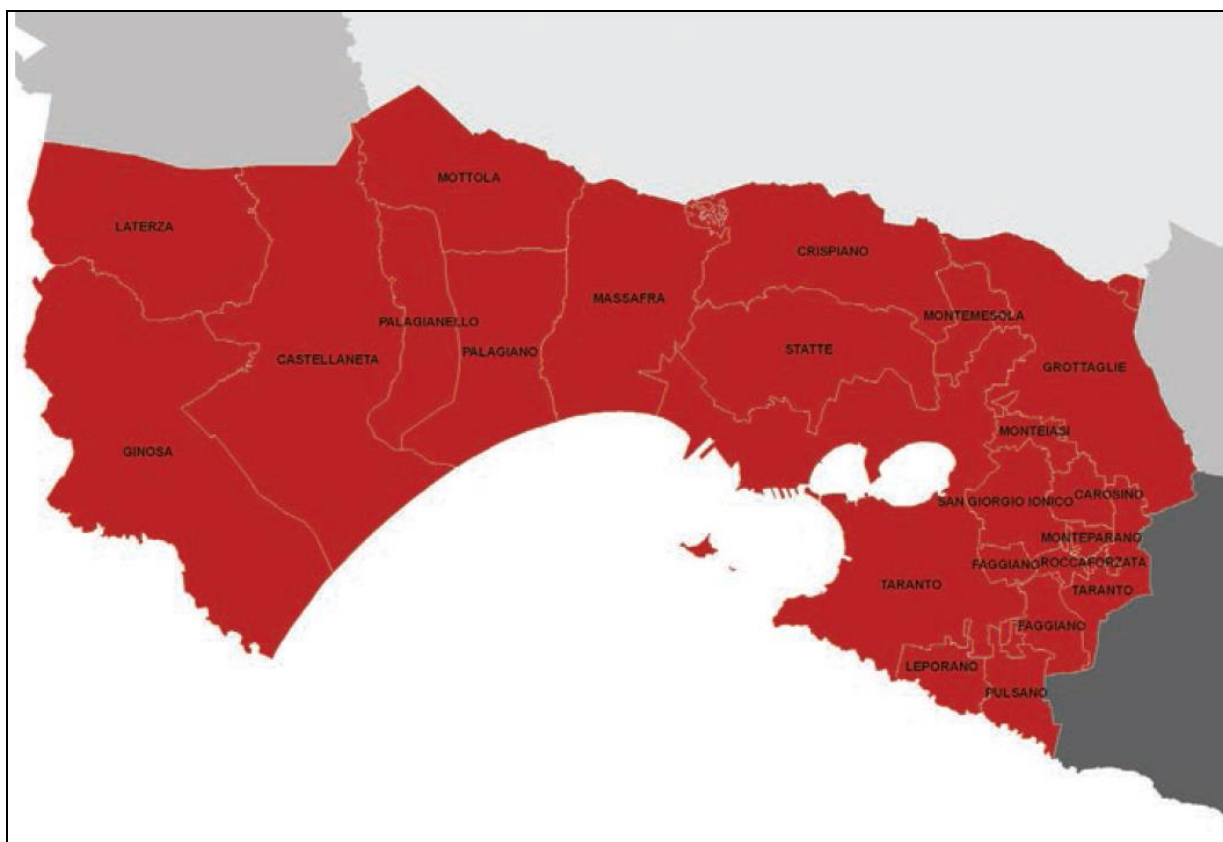 MOTTOLA
LATERZA
CRISPIANO
MASSAFRA
MONTEMESOLA
PALAGIANELLO
CASTELLANETA
PALAGIANO
STATTE
GROTTAGLIE
MONTEIASI
GINOSA
SAN GIORGIO IONICO
CAROSINO
MONTEPARANO
FAGGIANO
ROCCAFORZATA
TARANTO
TARANTO
FAGGIANO
LEPORANO
PULSANO